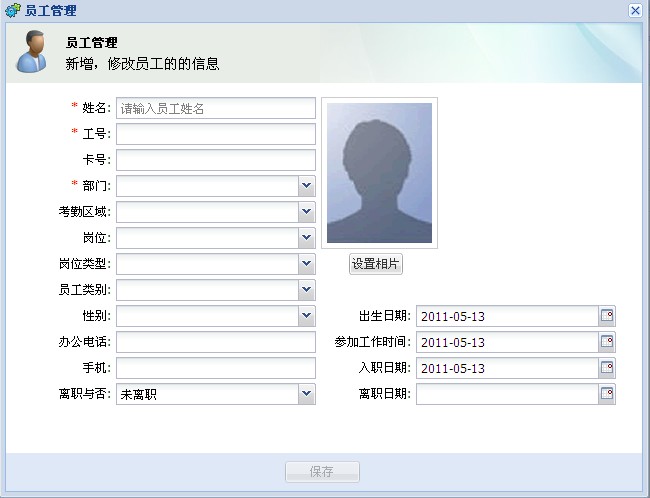 员工管理
员工管理
新增，修改员工的的信息
* 姓名: 请输入员工姓名
* 工号:
卡号:
* 部门:
考勤区域:
岗位:
岗位类型:
设置相片
员工类别:
性别: 出生日期: 2011-05-13
办公电话: 参加工作时间: 2011-05-13
手机: 入职日期: 2011-05-13
离职与否: 未离职 离职日期:
保存